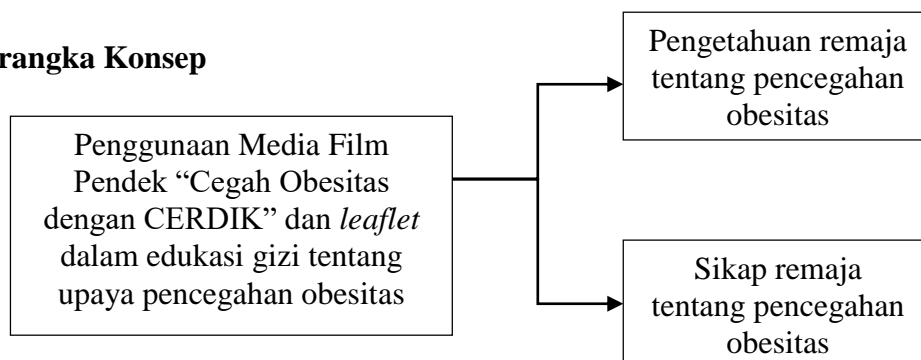 rangka Konsep
Penggunaan Media Film
Pendek “Cegah Obesitas
dengan CERDIK” dan leaflet
dalam edukasi gizi tentang
upaya pencegahan obesitas
Pengetahuan remaja
tentang pencegahan
obesitas
Sikap remaja
tentang pencegahan
obesitas